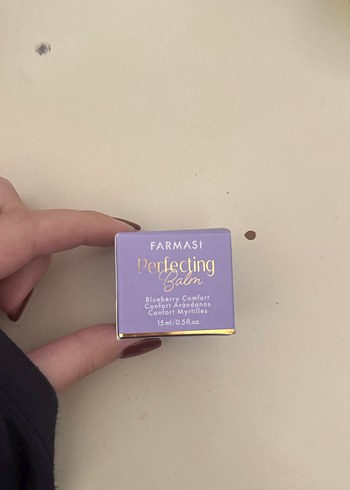 FARMASI
Perfecting
Balm
Blueberry Comfort
Confort Arándanos
Confort Myrtilles
15 ml / 0.5 fl.oz.